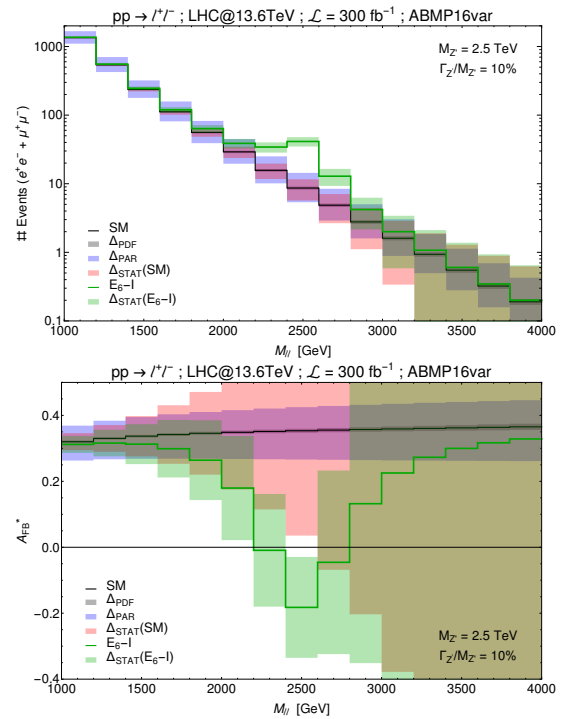 pp → l⁺l⁻ ; LHC@13.6TeV ; ℒ = 300 fb⁻¹ ; ABMP16var
M_Z' = 2.5 TeV
Γ_Z'/M_Z' = 10%
# Events (e⁺e⁻ + μ⁺μ⁻)
1000
100
10
1
0.1
SM
Δ_PDF
Δ_PAR
Δ_STAT(SM)
E₆-I
Δ_STAT(E₆-I)
1000 1500 2000 2500 3000 3500 4000
M_ll [GeV]
pp → l⁺l⁻ ; LHC@13.6TeV ; ℒ = 300 fb⁻¹ ; ABMP16var
A_FB*
0.4
0.2
0.0
-0.2
-0.4
SM
Δ_PDF
Δ_PAR
Δ_STAT(SM)
E₆-I
Δ_STAT(E₆-I)
M_Z' = 2.5 TeV
Γ_Z'/M_Z' = 10%
1000 1500 2000 2500 3000 3500 4000
M_ll [GeV]